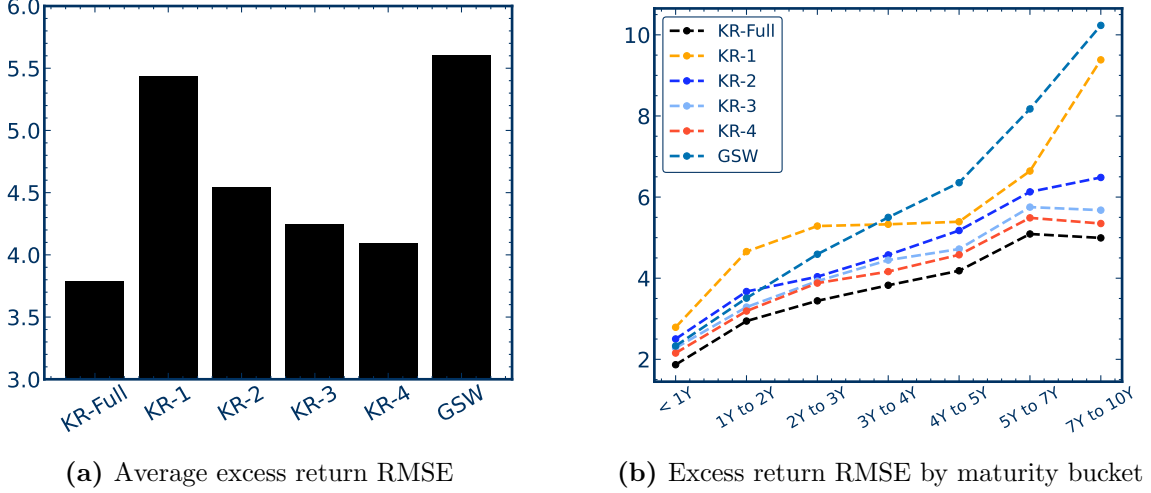 6.0
5.5
5.0
4.5
4.0
3.5
3.0
KR-Full
KR-1
KR-2
KR-3
KR-4
GSW
(a) Average excess return RMSE
10
8
6
4
2
KR-Full
KR-1
KR-2
KR-3
KR-4
GSW
< 1Y
1Y to 2Y
2Y to 3Y
3Y to 4Y
4Y to 5Y
5Y to 7Y
7Y to 10Y
(b) Excess return RMSE by maturity bucket